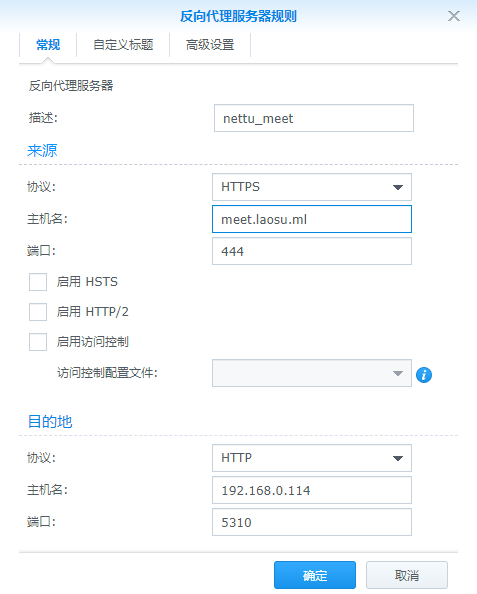 反向代理服务器规则
常规 自定义标题 高级设置
反向代理服务器
描述: nettu_meet
来源
协议: HTTPS
主机名: meet.laosu.ml
端口: 444
启用 HSTS
启用 HTTP/2
启用访问控制
访问控制配置文件:
目的地
协议: HTTP
主机名: 192.168.0.114
端口: 5310
确定 取消